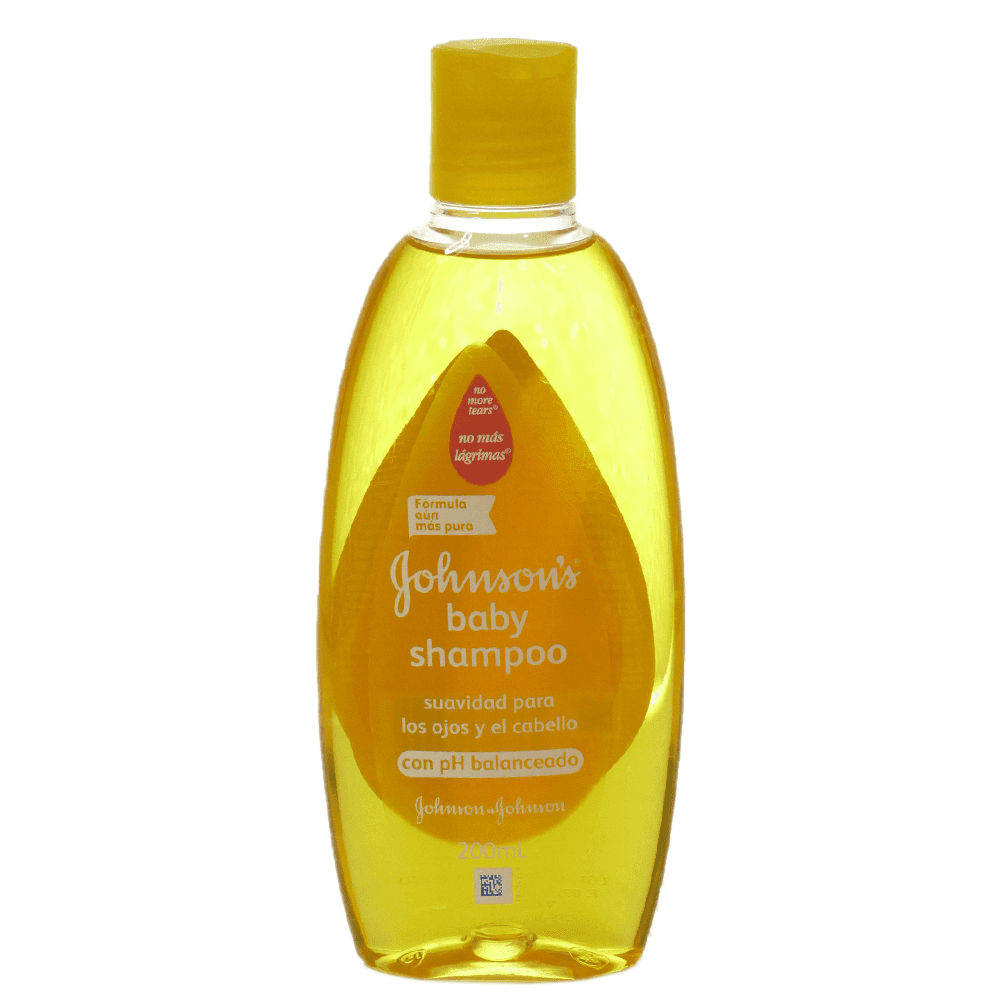 no
more
tears®
no más
lágrimas®
Fórmula
aún
más pura
Johnson's®
baby
shampoo
suavidad para
los ojos y el cabello
con pH balanceado
Johnson & Johnson
200mL